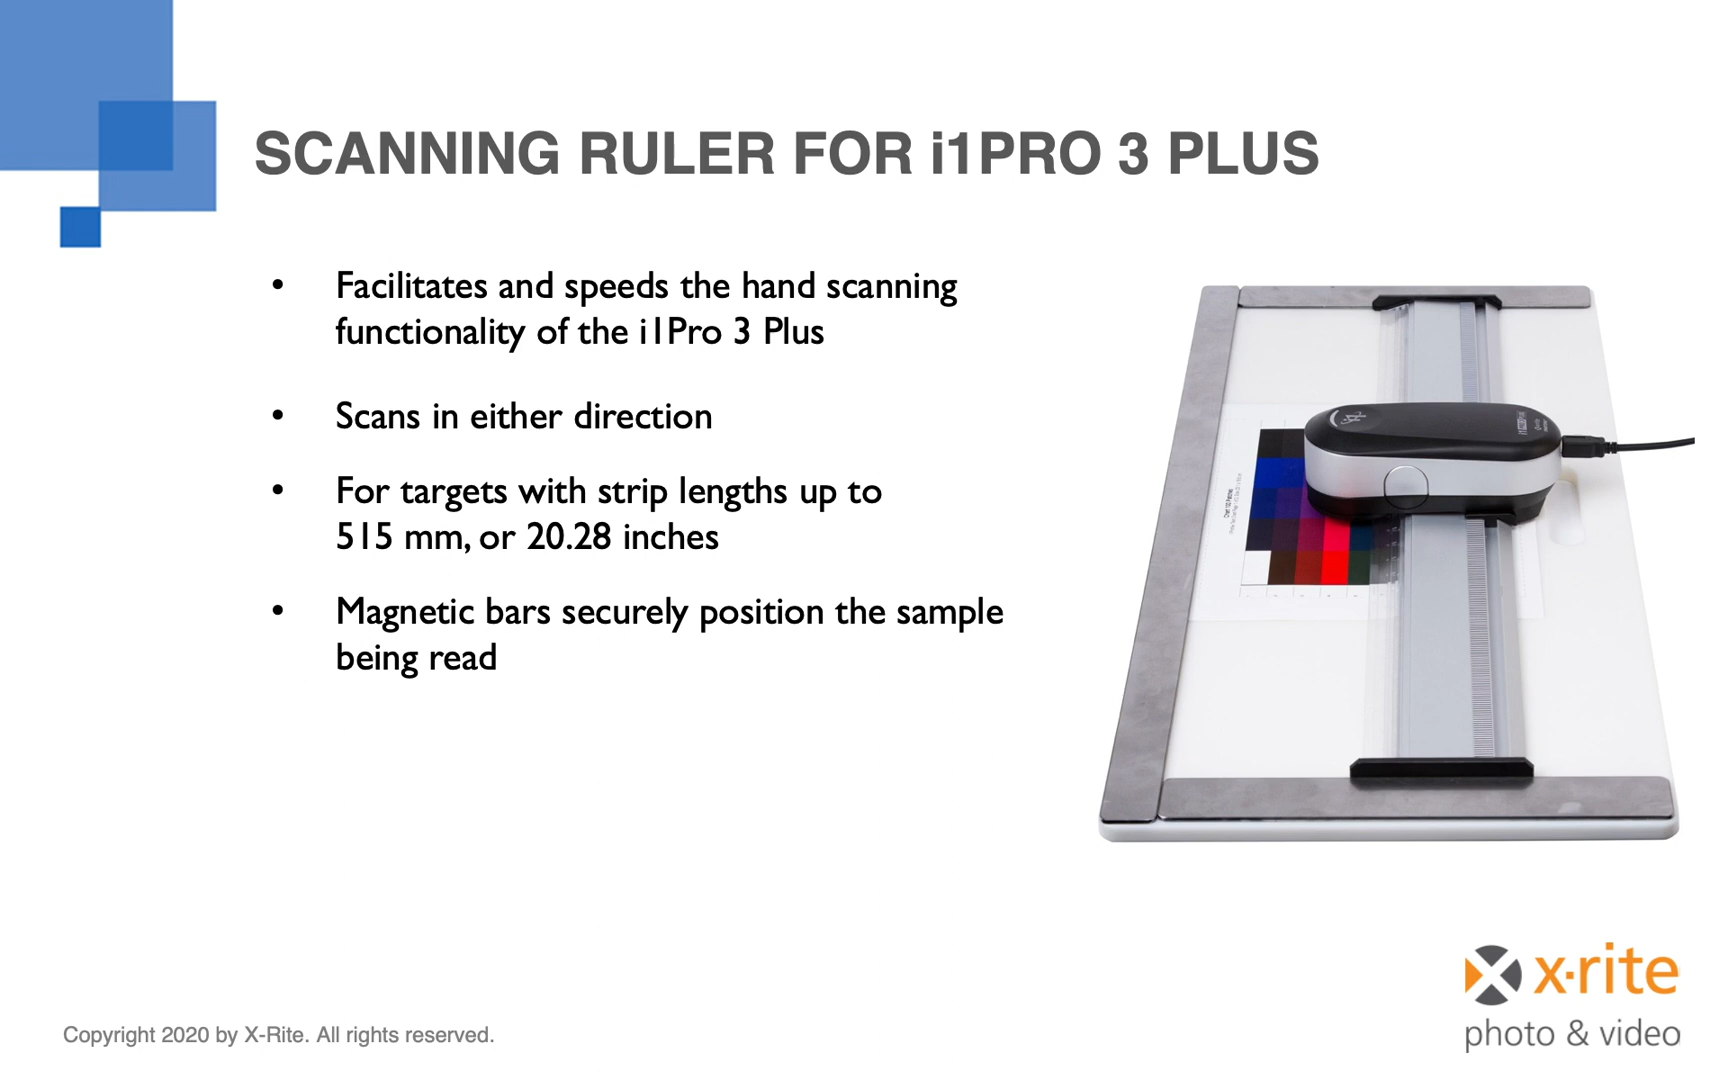 SCANNING RULER FOR i1PRO 3 PLUS
• Facilitates and speeds the hand scanning
functionality of the i1Pro 3 Plus
• Scans in either direction
• For targets with strip lengths up to
515 mm, or 20.28 inches
• Magnetic bars securely position the sample
being read
x·rite
photo & video
Copyright 2020 by X-Rite. All rights reserved.